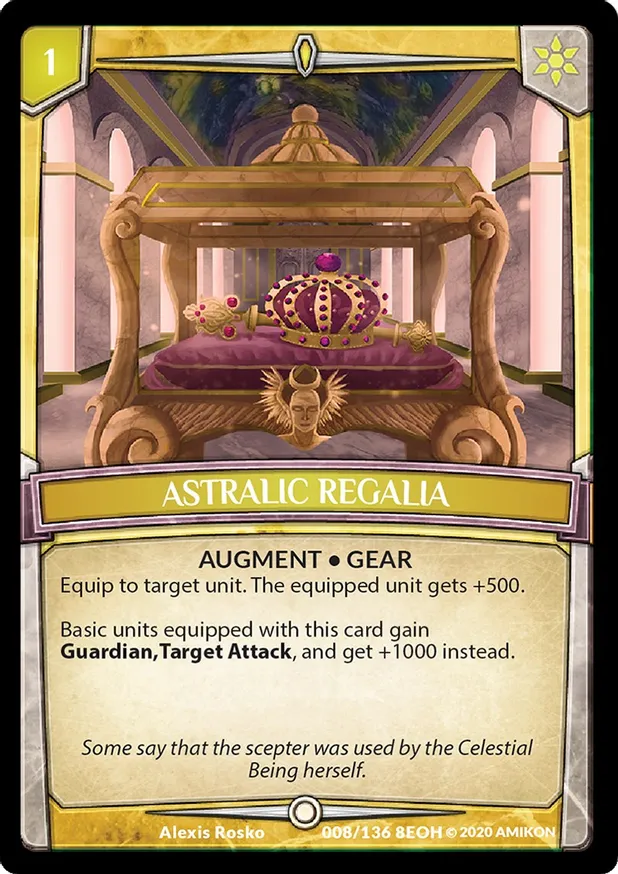 1
ASTRALIC REGALIA
AUGMENT • GEAR
Equip to target unit. The equipped unit gets +500.
Basic units equipped with this card gain
Guardian,Target Attack, and get +1000 instead.
Some say that the scepter was used by the Celestial
Being herself.
Alexis Rosko 008/136 8EOH © 2020 AMIKON